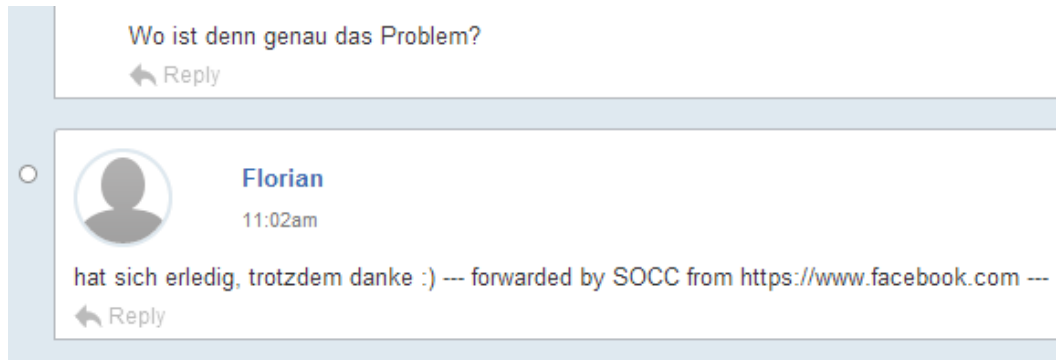 Wo ist denn genau das Problem?
Reply
Florian
11:02am
hat sich erledig, trotzdem danke :) --- forwarded by SOCC from https://www.facebook.com ---
Reply